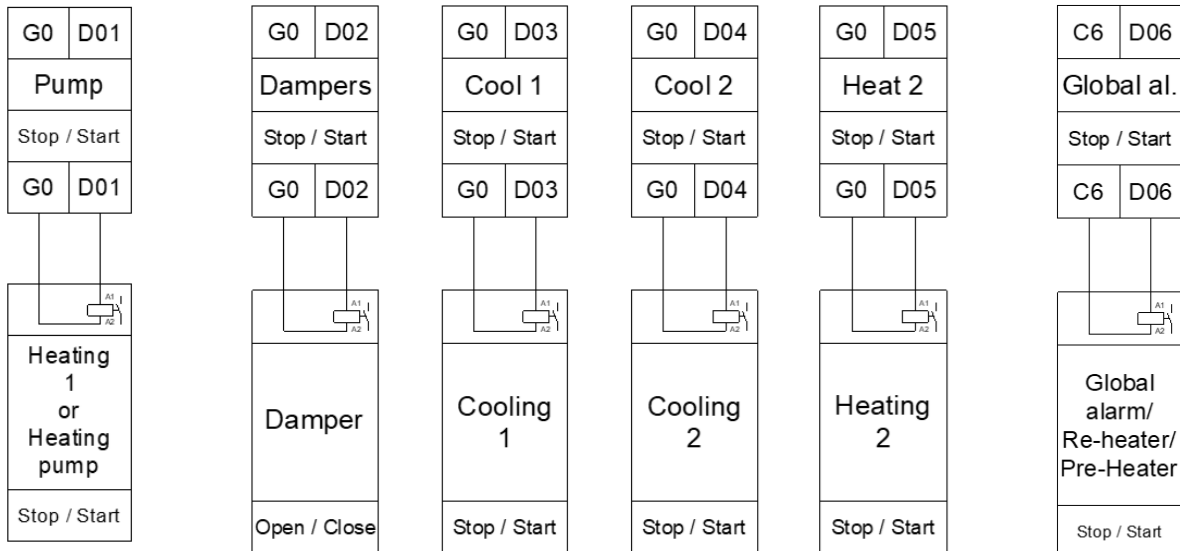 G0 D01
Pump
Stop / Start
G0 D01
A1
A2
Heating
1
or
Heating
pump
Stop / Start
G0 D02
Dampers
Stop / Start
G0 D02
A1
A2
Damper
Open / Close
G0 D03
Cool 1
Stop / Start
G0 D03
A1
A2
Cooling
1
Stop / Start
G0 D04
Cool 2
Stop / Start
G0 D04
A1
A2
Cooling
2
Stop / Start
G0 D05
Heat 2
Stop / Start
G0 D05
A1
A2
Heating
2
Stop / Start
C6 D06
Global al.
Stop / Start
C6 D06
A1
A2
Global
alarm/
Re-heater/
Pre-Heater
Stop / Start